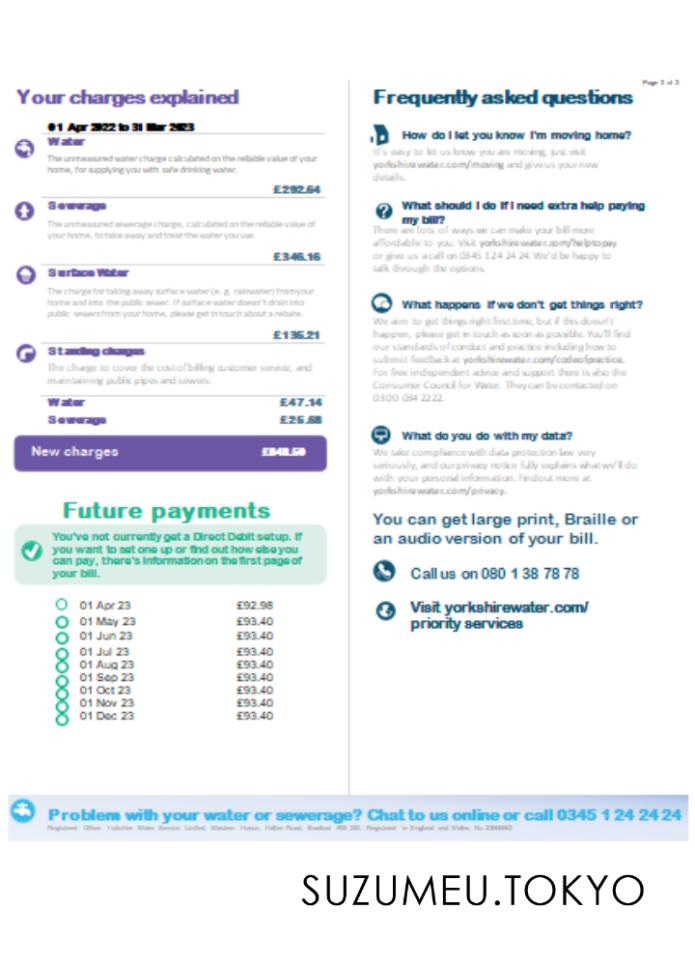 Page 2 of 2
Your charges explained
01 Apr 2022 to 31 Mar 2023
Water
The unmeasured water charge calculated on the reliable value of your
home, for supplying you with safe drinking water.
£292.64
Sewerage
The unmeasured sewerage charge, calculated on the reliable value of
your home, to take away and treat the water you use.
£346.16
Surface Water
The charge for taking away surface water (e. g. rainwater) from your
home and into the public sewer. If surface water doesn't drain into
public sewers from your home, please get in touch about a rebate.
£136.21
Standing charges
The charge to cover the cost of billing customer service, and
maintaining public pipes and sewers.
Water £47.14
Sewerage £25.68
New charges £848.50
Future payments
You've not currently get a Direct Debit setup. If
you want to set one up or find out how else you
can pay, there's information on the first page of
your bill.
01 Apr 23 £92.98
01 May 23 £93.40
01 Jun 23 £93.40
01 Jul 23 £93.40
01 Aug 23 £93.40
01 Sep 23 £93.40
01 Oct 23 £93.40
01 Nov 23 £93.40
01 Dec 23 £93.40
Frequently asked questions
How do I let you know I'm moving home?
It's easy to let us know you are moving, just visit
yorkshirewater.com/moving and give us your new
details.
What should I do if I need extra help paying
my bill?
There are lots of ways we can make your bill more
affordable to you. Visit yorkshirewater.com/helptopay
or give us a call on 0345 1 24 24 24. We'd be happy to
talk through the options.
What happens if we don't get things right?
We aim to get things right first time, but if this doesn't
happen, please get in touch as soon as possible. You'll find
our standards of conduct and practice including how to
submit feedback at yorkshirewater.com/codeofpractice.
For free independent advice and support there is also the
Consumer Council for Water. They can be contacted on
0300 034 2222.
What do you do with my data?
We take compliance with data protection law very
seriously, and our privacy notice fully explains what we'll do
with your personal information. Find out more at
yorkshirewater.com/privacy.
You can get large print, Braille or
an audio version of your bill.
Call us on 080 1 38 78 78
Visit yorkshirewater.com/
priority services
Problem with your water or sewerage? Chat to us online or call 0345 1 24 24 24
Registered Office Yorkshire Water Service Limited, Western House, Halifax Road, Bradford Registered in England and Wales No.
SUZUMEU.TOKYO